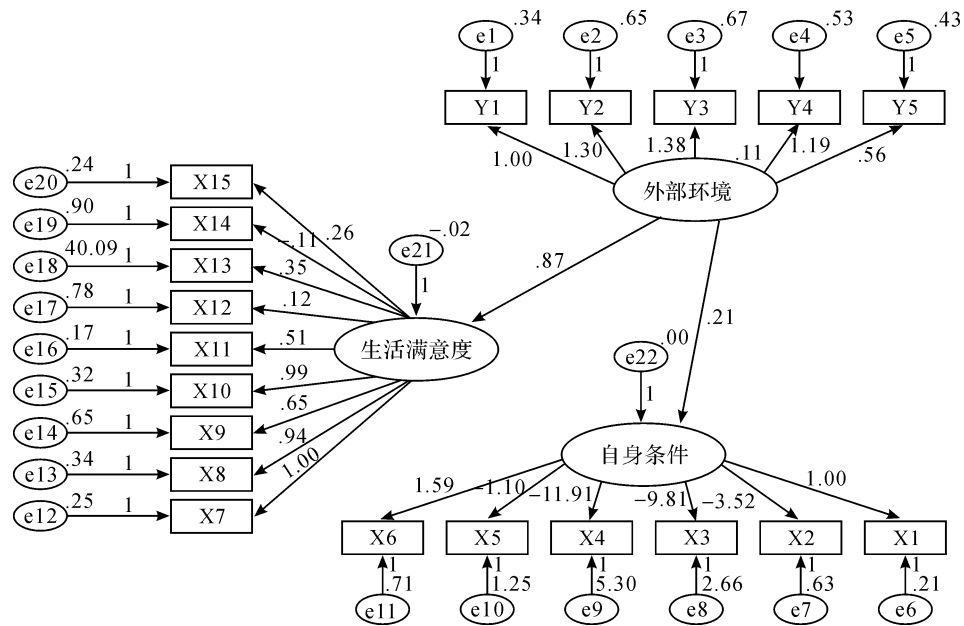 .34 .65 .67 .53 .43
e1 e2 e3 e4 e5
1 1 1 1 1
Y1 Y2 Y3 Y4 Y5
1.00 1.30 1.38 .11 1.19 .56
外部环境
.87 .21
e20 .24 1 X15 .26
e19 .90 1 X14 -.11
e18 40.09 1 X13 .35
e17 .78 1 X12 .12
e16 .17 1 X11 .51
e15 .32 1 X10 .99
e14 .65 1 X9 .65
e13 .34 1 X8 .94
e12 .25 1 X7 1.00
e21 -.02
1
生活满意度
e22 .00
1
自身条件
1.59 -1.10 -11.91 -9.81 -3.52 1.00
X6 X5 X4 X3 X2 X1
1 1 1 1 1 1
.71 1.25 5.30 2.66 .63 .21
e11 e10 e9 e8 e7 e6